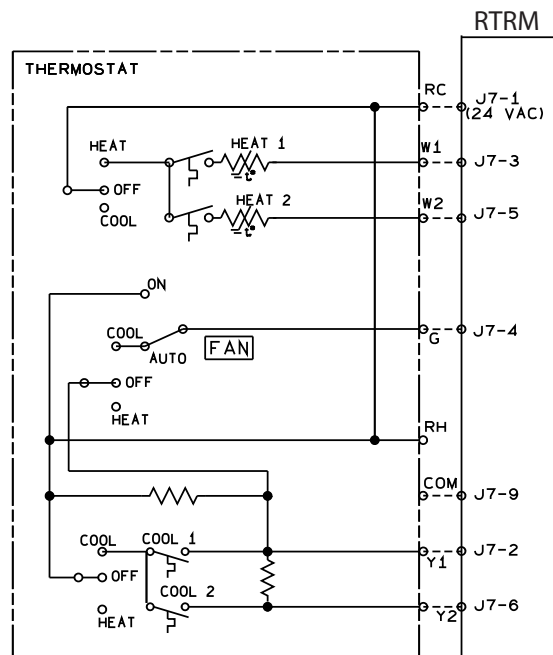 RTRM
THERMOSTAT
RC
J7-1
(24 VAC)
HEAT
HEAT 1
W1
J7-3
-t°
OFF
HEAT 2
W2
COOL
J7-5
-t°
ON
COOL
FAN
G
J7-4
AUTO
OFF
HEAT
RH
COM
J7-9
COOL
COOL 1
J7-2
Y1
OFF
COOL 2
J7-6
HEAT
Y2